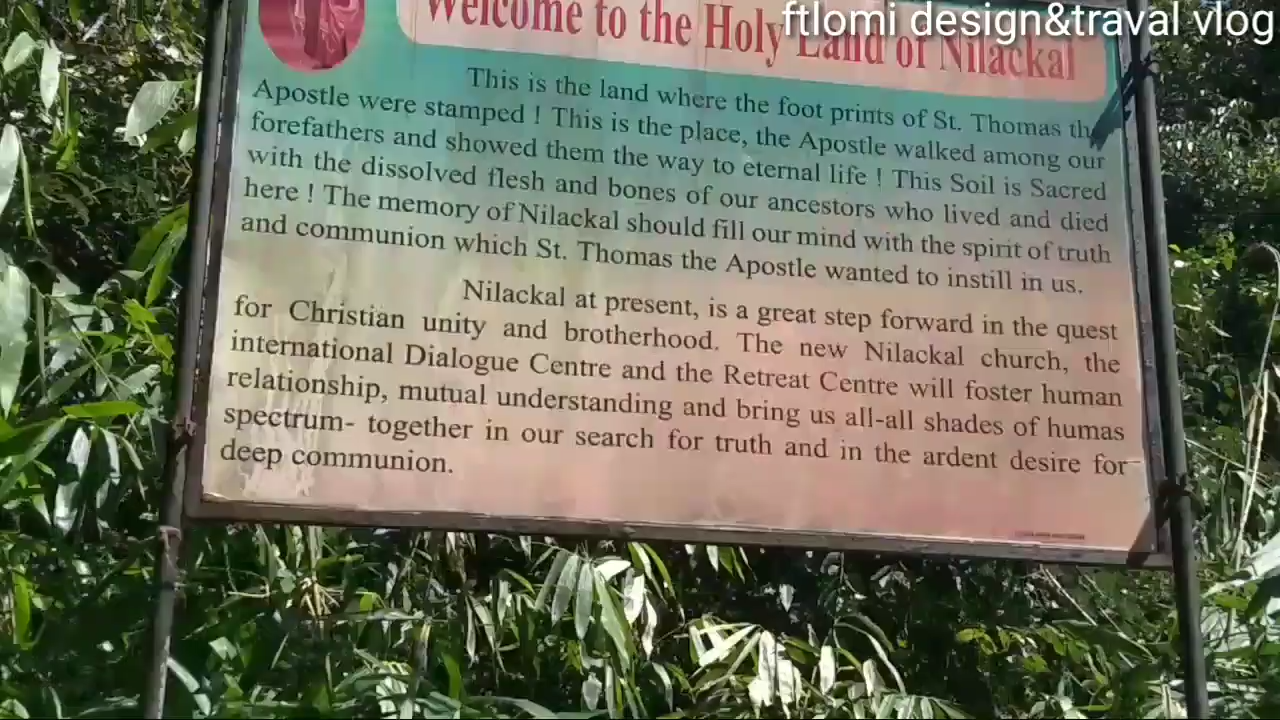 ftlomi design&traval vlog
Welcome to the Holy Land of Nilackal
This is the land where the foot prints of St. Thomas the
Apostle were stamped ! This is the place, the Apostle walked among our
forefathers and showed them the way to eternal life ! This Soil is Sacred
with the dissolved flesh and bones of our ancestors who lived and died
here ! The memory of Nilackal should fill our mind with the spirit of truth
and communion which St. Thomas the Apostle wanted to instill in us.
Nilackal at present, is a great step forward in the quest
for Christian unity and brotherhood. The new Nilackal church, the
international Dialogue Centre and the Retreat Centre will foster human
relationship, mutual understanding and bring us all-all shades of humas
spectrum- together in our search for truth and in the ardent desire for
deep communion.